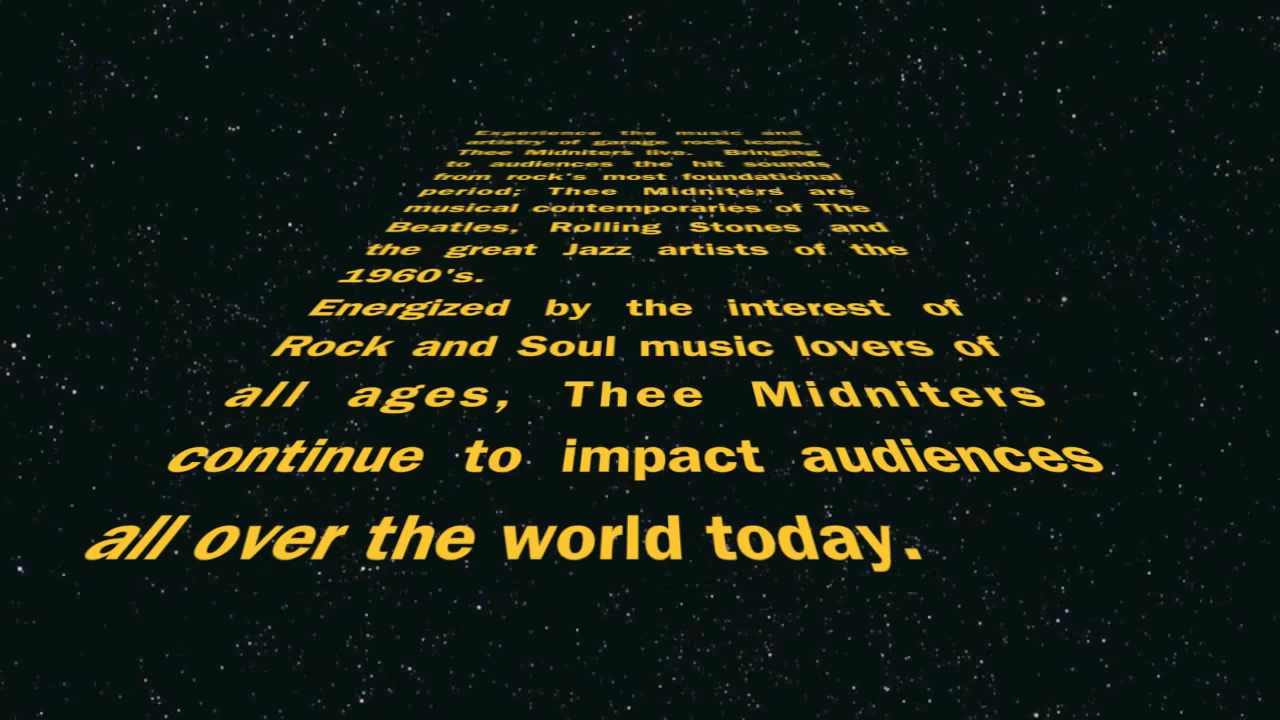 Experience the music and
artistry of garage rock icons,
Thee Midniters live. Bringing
to audiences the hit sounds
from rock's most foundational
period; Thee Midniters are
musical contemporaries of The
Beatles, Rolling Stones and
the great Jazz artists of the
1960's.
Energized by the interest of
Rock and Soul music lovers of
all ages, Thee Midniters
continue to impact audiences
all over the world today.